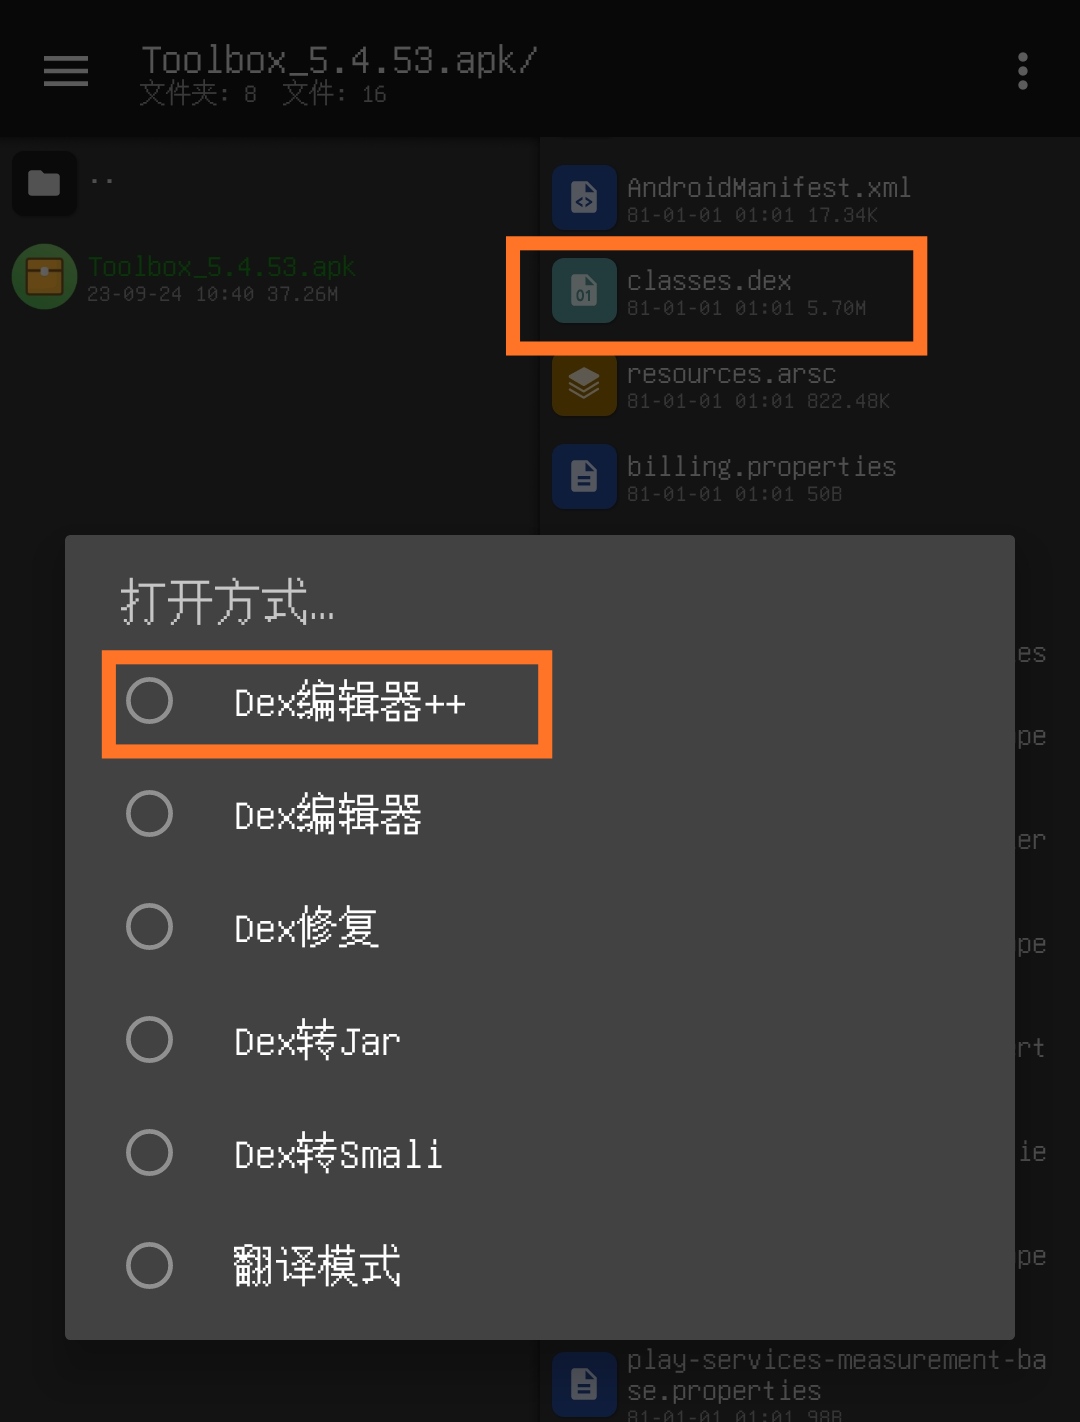 Toolbox_5.4.53.apk/
文件夹: 8 文件: 16
..
Toolbox_5.4.53.apk
23-09-24 10:40 37.26M
AndroidManifest.xml
81-01-01 01:01 17.34K
01
classes.dex
81-01-01 01:01 5.70M
resources.arsc
81-01-01 01:01 822.48K
billing.properties
81-01-01 01:01 50B
打开方式…
Dex编辑器++
Dex编辑器
Dex修复
Dex转Jar
Dex转Smali
翻译模式
es
pe
er
pe
rt
ie
pe
play-services-measurement-ba
se.properties
81-01-01 01:01 98B